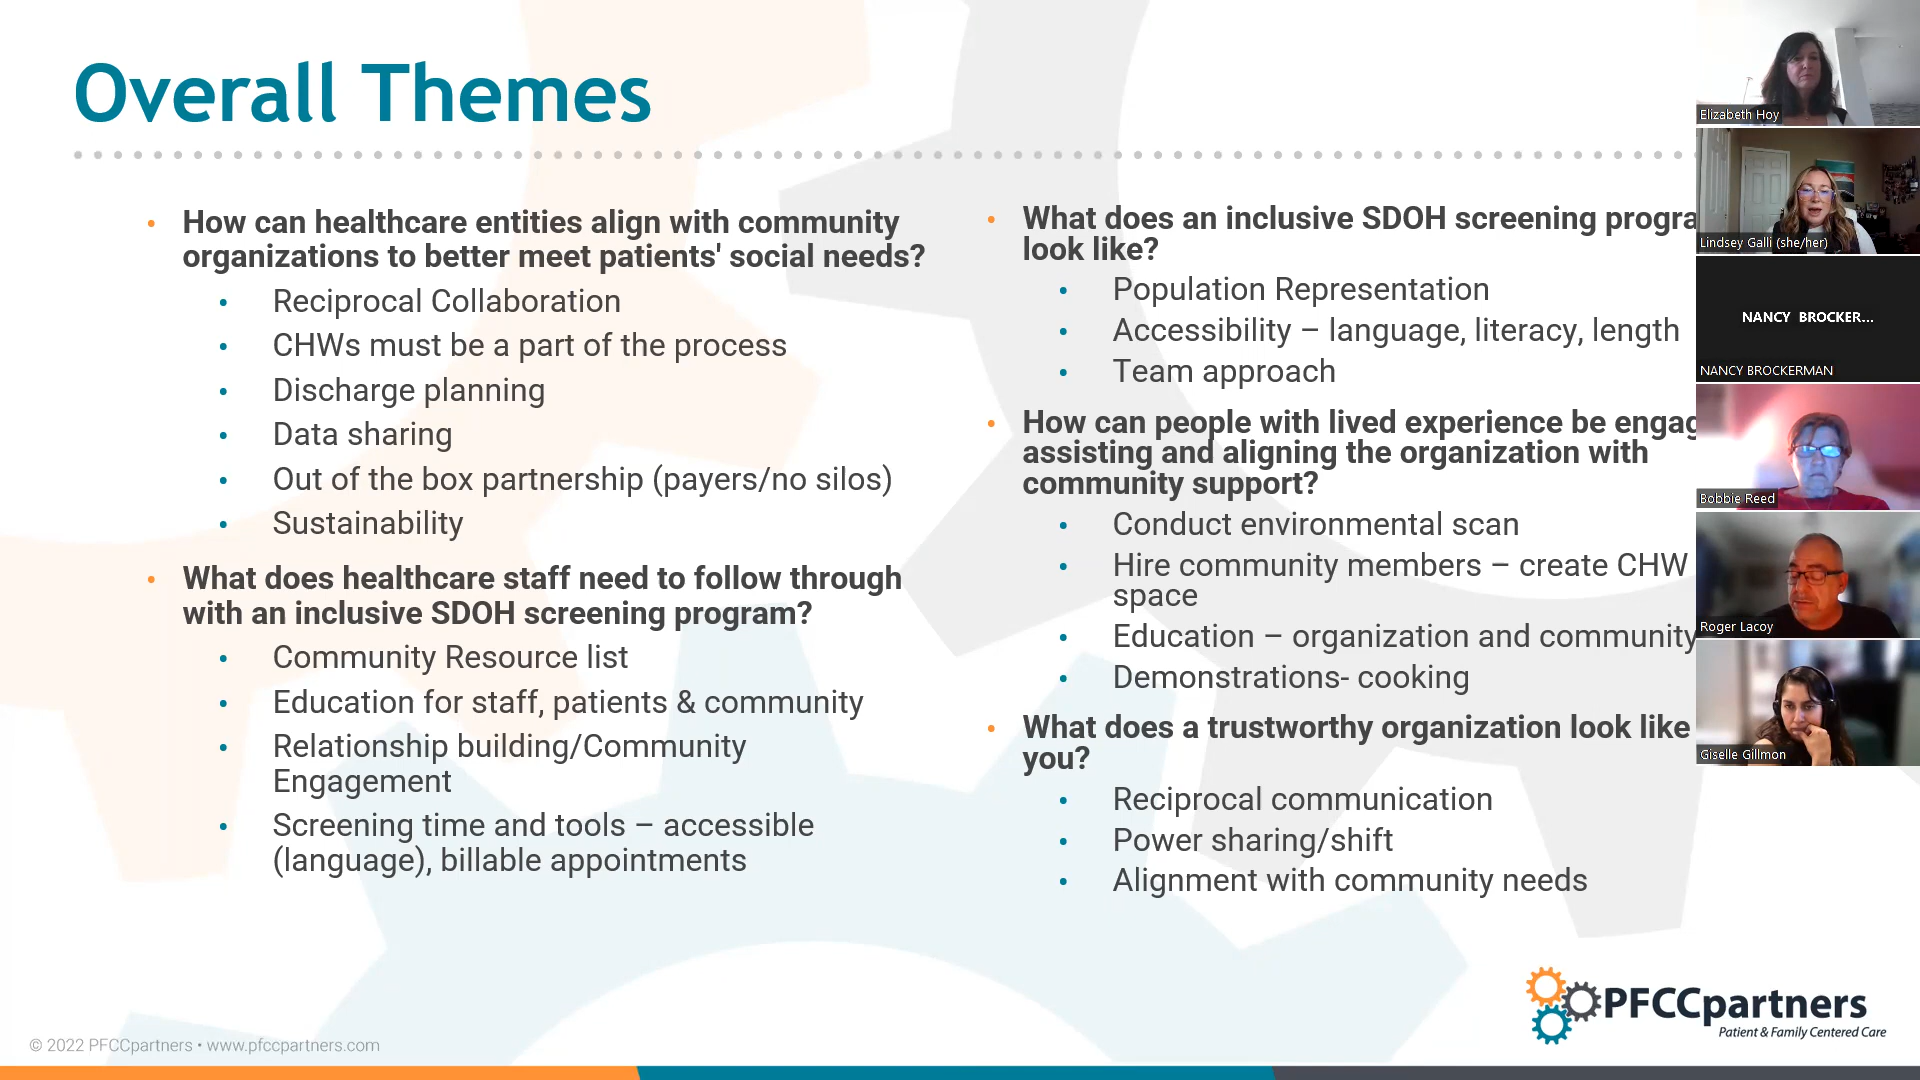 Overall Themes
How can healthcare entities align with community
organizations to better meet patients' social needs?
Reciprocal Collaboration
CHWs must be a part of the process
Discharge planning
Data sharing
Out of the box partnership (payers/no silos)
Sustainability
What does healthcare staff need to follow through
with an inclusive SDOH screening program?
Community Resource list
Education for staff, patients & community
Relationship building/Community
Engagement
Screening time and tools – accessible
(language), billable appointments
What does an inclusive SDOH screening progra
look like?
Population Representation
Accessibility – language, literacy, length
Team approach
How can people with lived experience be engag
assisting and aligning the organization with
community support?
Conduct environmental scan
Hire community members – create CHW
space
Education – organization and community
Demonstrations- cooking
What does a trustworthy organization look like
you?
Reciprocal communication
Power sharing/shift
Alignment with community needs
Elizabeth Hoy
Lindsey Galli (she/her)
NANCY BROCKER...
NANCY BROCKERMAN
Bobbie Reed
Roger Lacoy
Giselle Gillmon
PFCCpartners
Patient & Family Centered Care
© 2022 PFCCpartners • www.pfccpartners.com